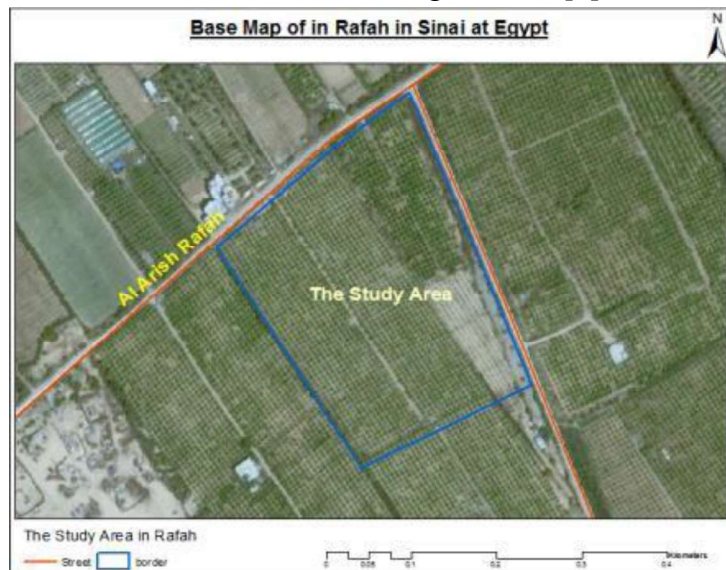 Base Map of in Rafah in Sinai at Egypt
N
Al Arish Rafah
The Study Area
The Study Area in Rafah
Street
border
Kilometers
0 0.05 0.1 0.2 0.3 0.4